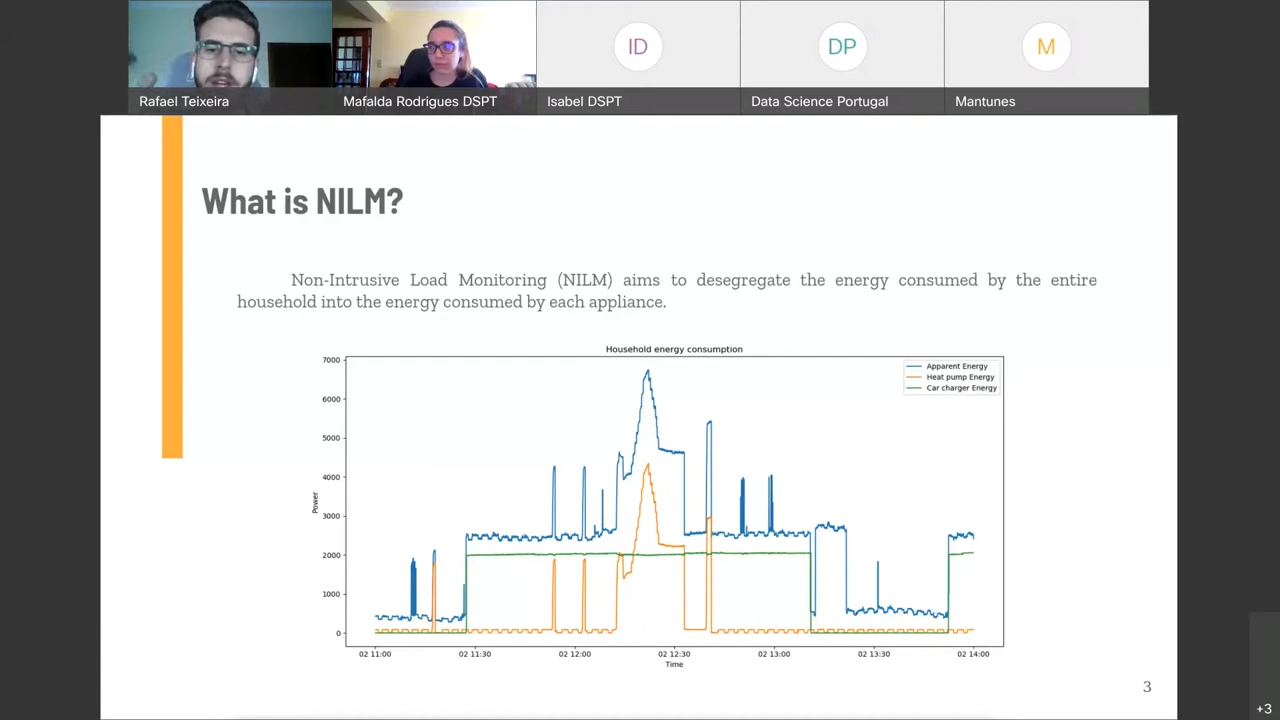 ID
DP
M
Rafael Teixeira
Mafalda Rodrigues DSPT
Isabel DSPT
Data Science Portugal
Mantunes
What is NILM?
Non-Intrusive Load Monitoring (NILM) aims to desegregate the energy consumed by the entire
household into the energy consumed by each appliance.
Household energy consumption
Apparent Energy
Heat pump Energy
Car charger Energy
7000
6000
5000
4000
3000
2000
1000
0
Power
02 11:00
02 11:30
02 12:00
02 12:30
02 13:00
02 13:30
02 14:00
Time
3
+3